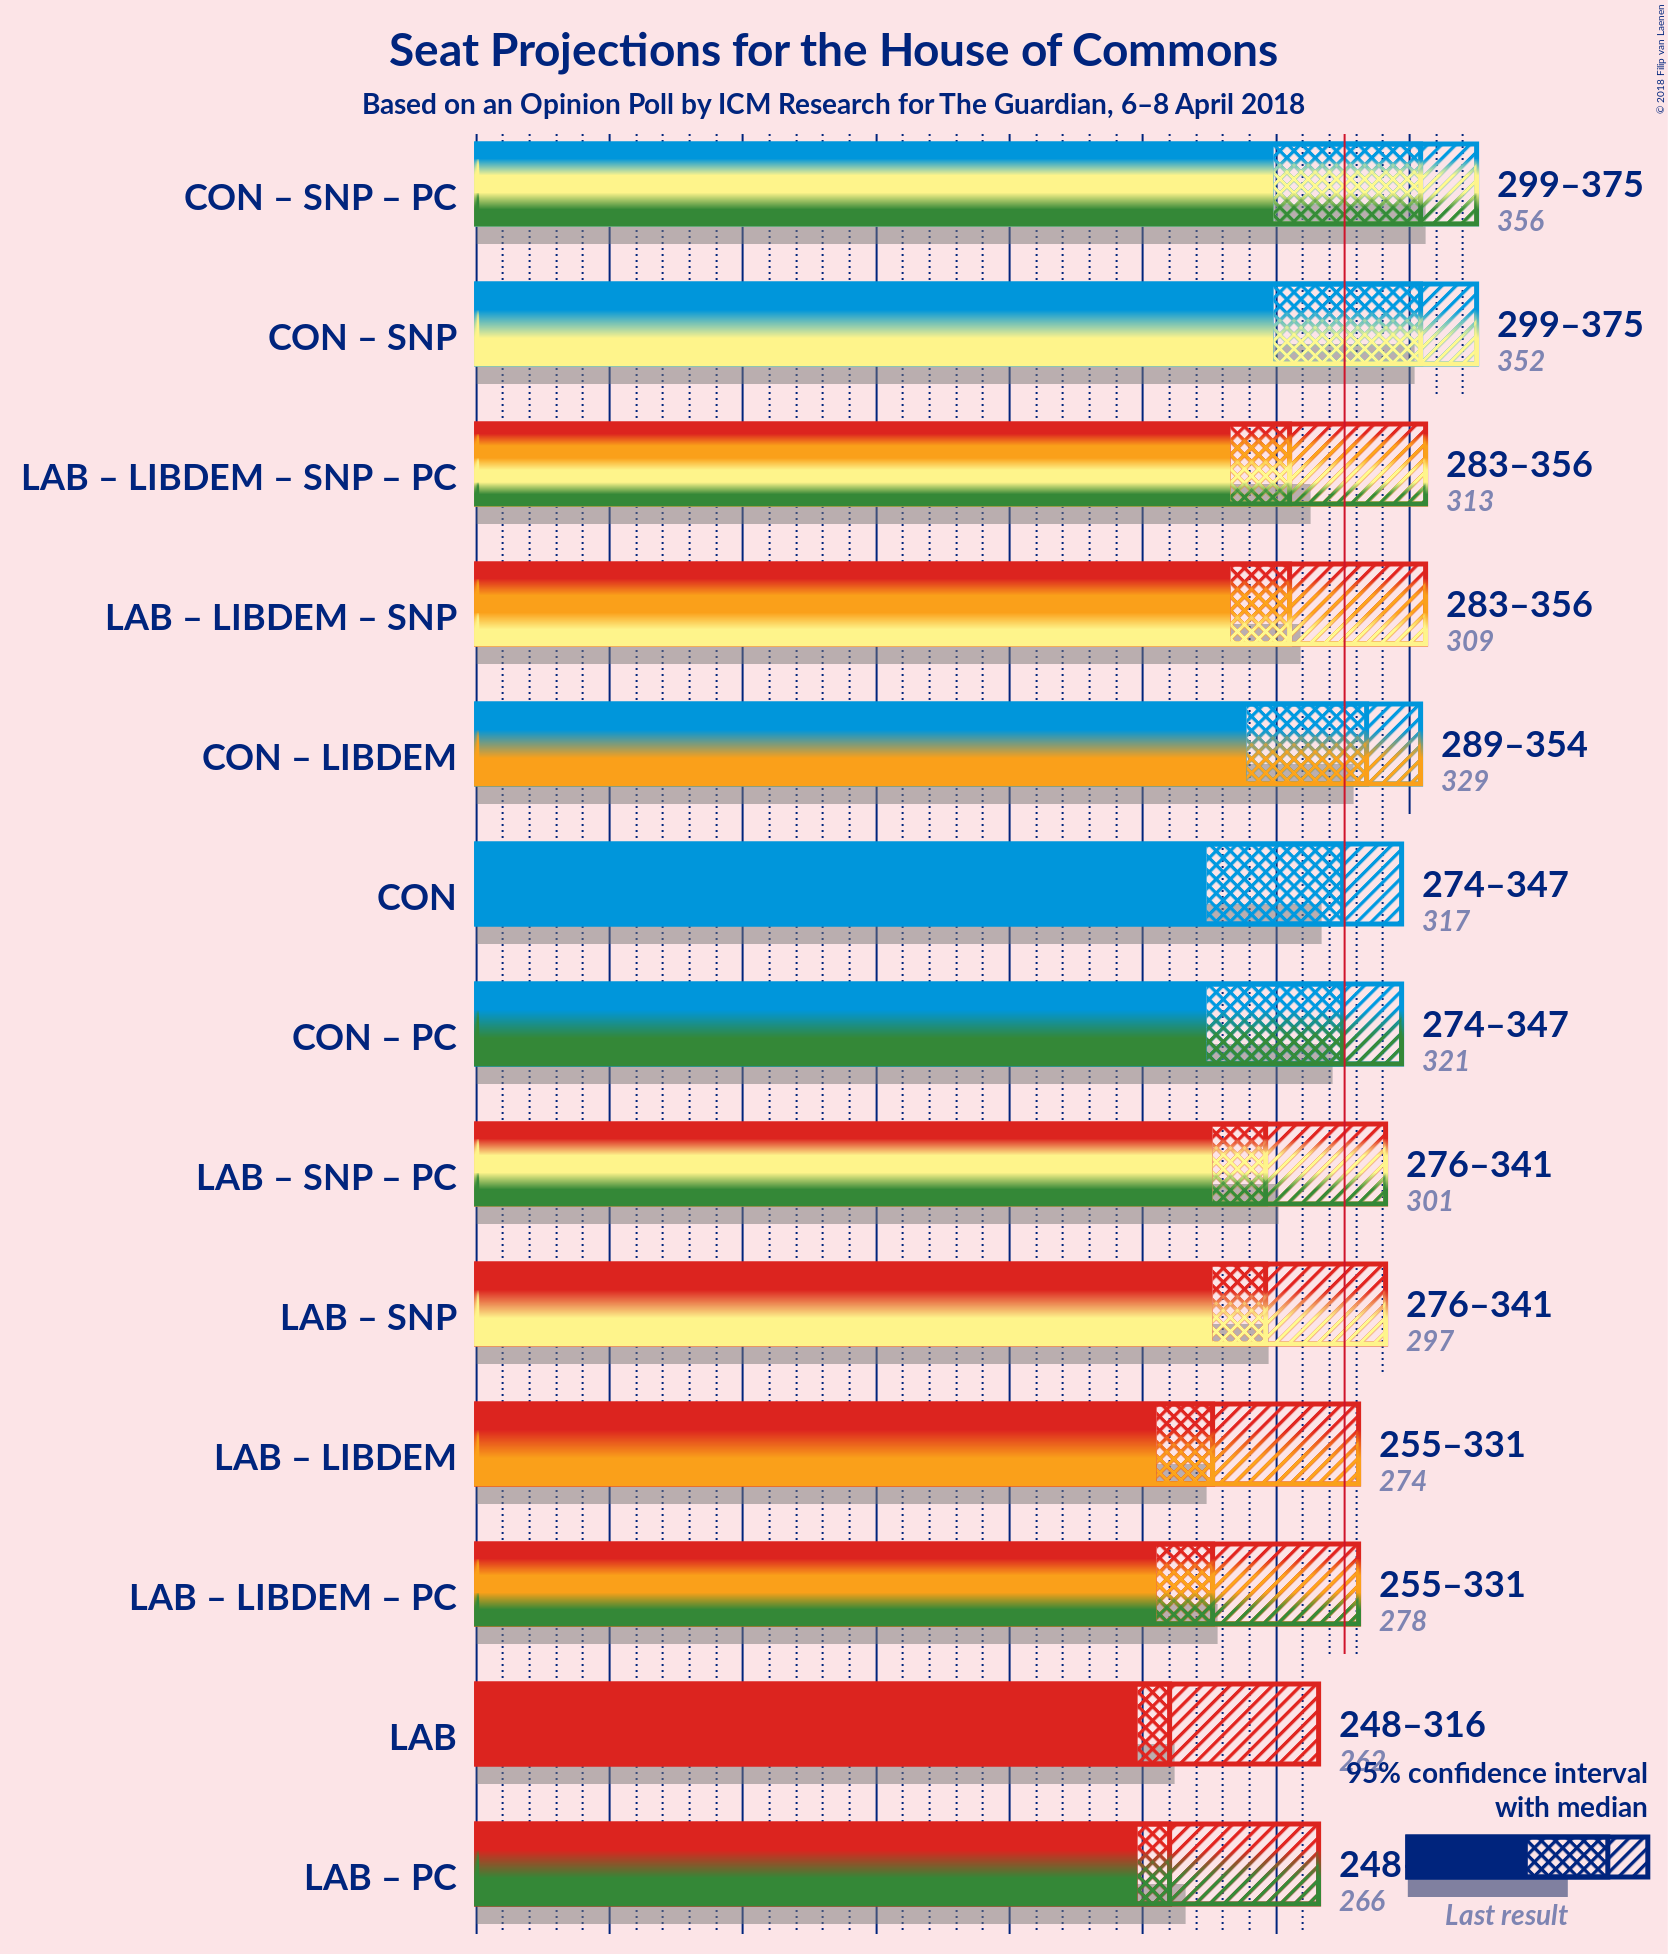 © 2018 Filip van Laenen
Seat Projections for the House of Commons
Based on an Opinion Poll by ICM Research for The Guardian, 6–8 April 2018
CON – SNP – PC
299–375
356
CON – SNP
299–375
352
LAB – LIBDEM – SNP – PC
283–356
313
LAB – LIBDEM – SNP
283–356
309
CON – LIBDEM
289–354
329
CON
274–347
317
CON – PC
274–347
321
LAB – SNP – PC
276–341
301
LAB – SNP
276–341
297
LAB – LIBDEM
255–331
274
LAB – LIBDEM – PC
255–331
278
LAB
248–316
262
95% confidence interval
with median
LAB – PC
248
266
Last result